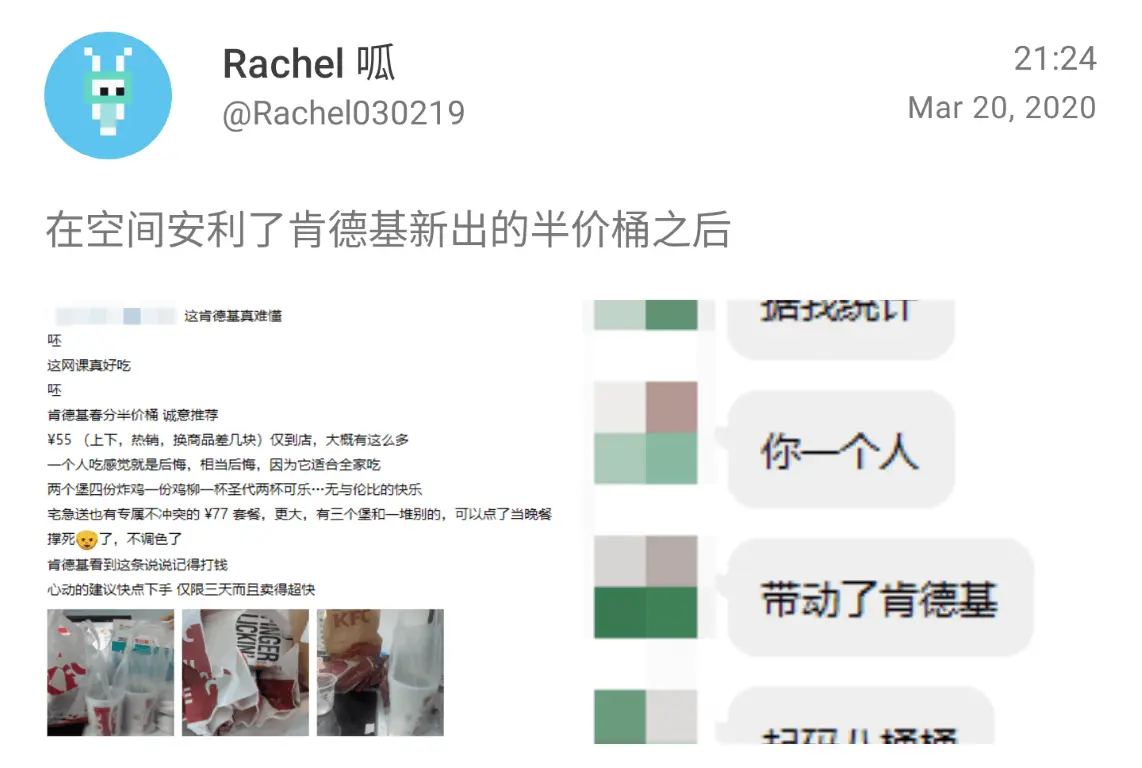 Rachel 呱
@Rachel030219
21:24
Mar 20, 2020
在空间安利了肯德基新出的半价桶之后
这肯德基真难懂
呸
这网课真好吃
呸
肯德基春分半价桶 诚意推荐
¥55 （上下，热销，换商品差几块）仅到店，大概有这么多
一个人吃感觉就是后悔，相当后悔，因为它适合全家吃
两个堡四份炸鸡一份鸡柳一杯圣代两杯可乐…无与伦比的快乐
宅急送也有专属不冲突的 ¥77 套餐，更大，有三个堡和一堆别的，可以点了当晚餐
撑死了，不调色了
肯德基看到这条说说记得打钱
心动的建议快点下手 仅限三天而且卖得超快
FINGER
LICKIN'
KFC
据我统计
你一个人
带动了肯德基
起码八桶桶